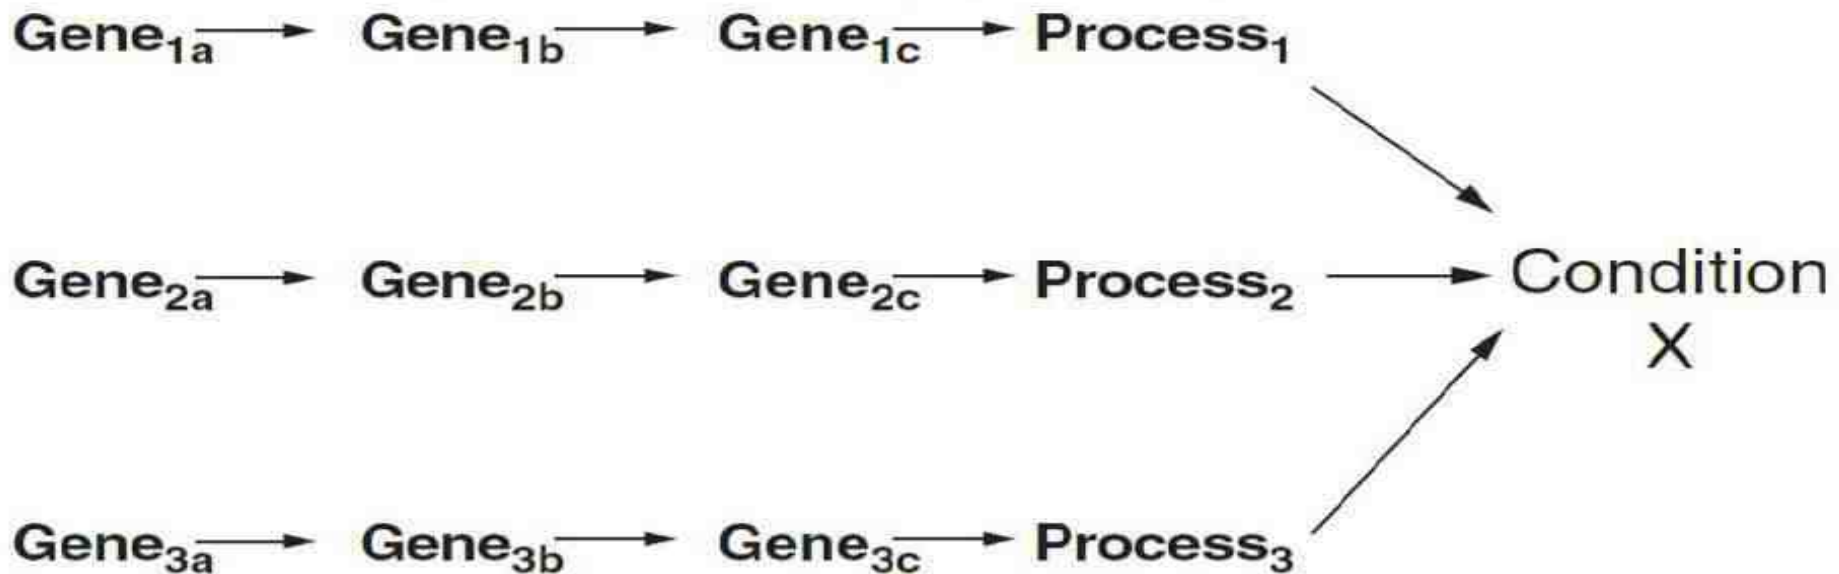 Gene1a Gene1b Gene1c Process1
Gene2a Gene2b Gene2c Process2 Condition
X
Gene3a Gene3b Gene3c Process3